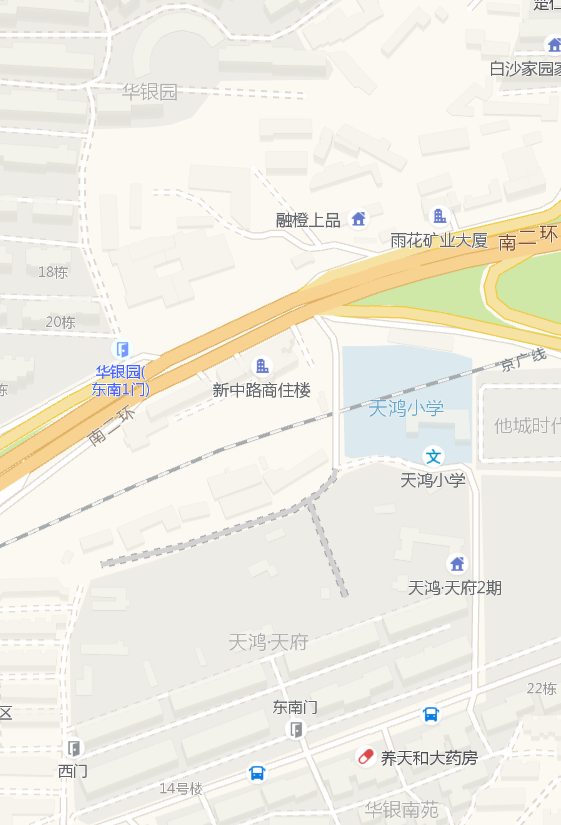 楚仁
白沙家园家
华银园
融橙上品
雨花矿业大厦
南二环
18栋
20栋
京广线
华银园(
东南1门)
栋
新中路商住楼
天鸿小学
他城时代
南二环
天鸿小学
天鸿·天府2期
天鸿·天府
22栋
东南门
区
养天和大药房
西门
14号楼
华银南苑